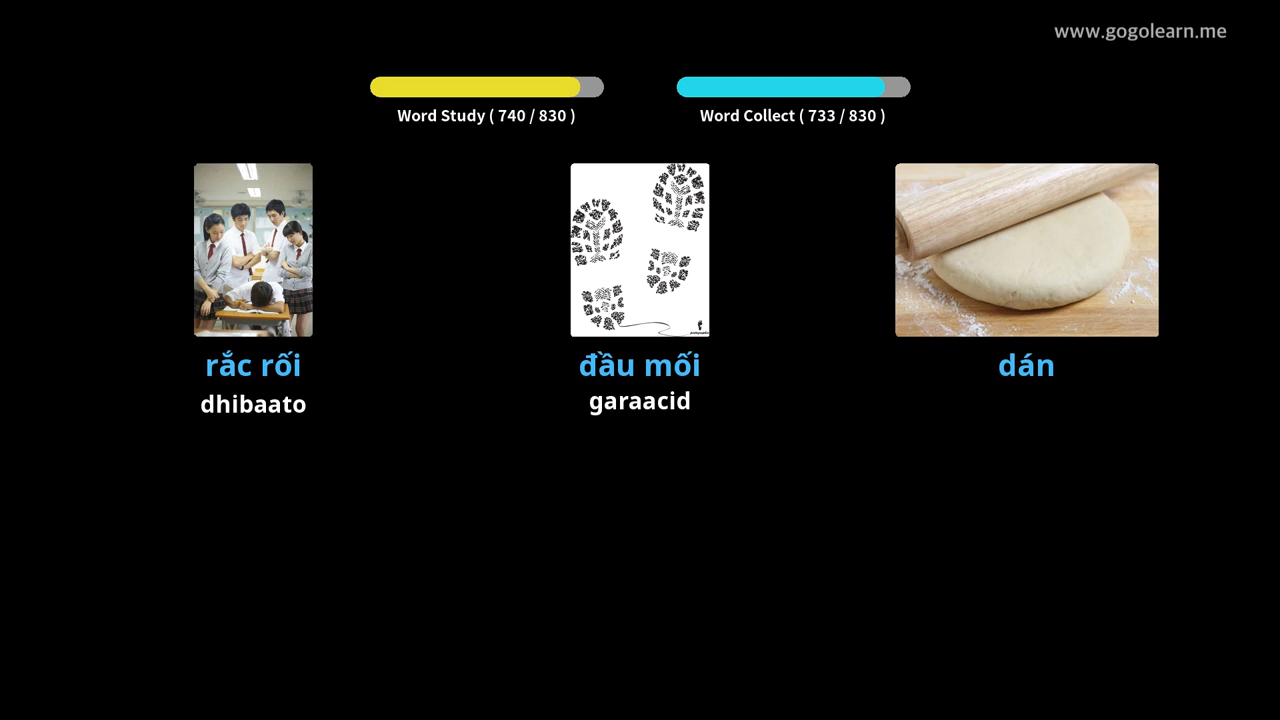 www.gogolearn.me
Word Study ( 740 / 830 )
Word Collect ( 733 / 830 )
rắc rối
đầu mối
dán
dhibaato
garaacid